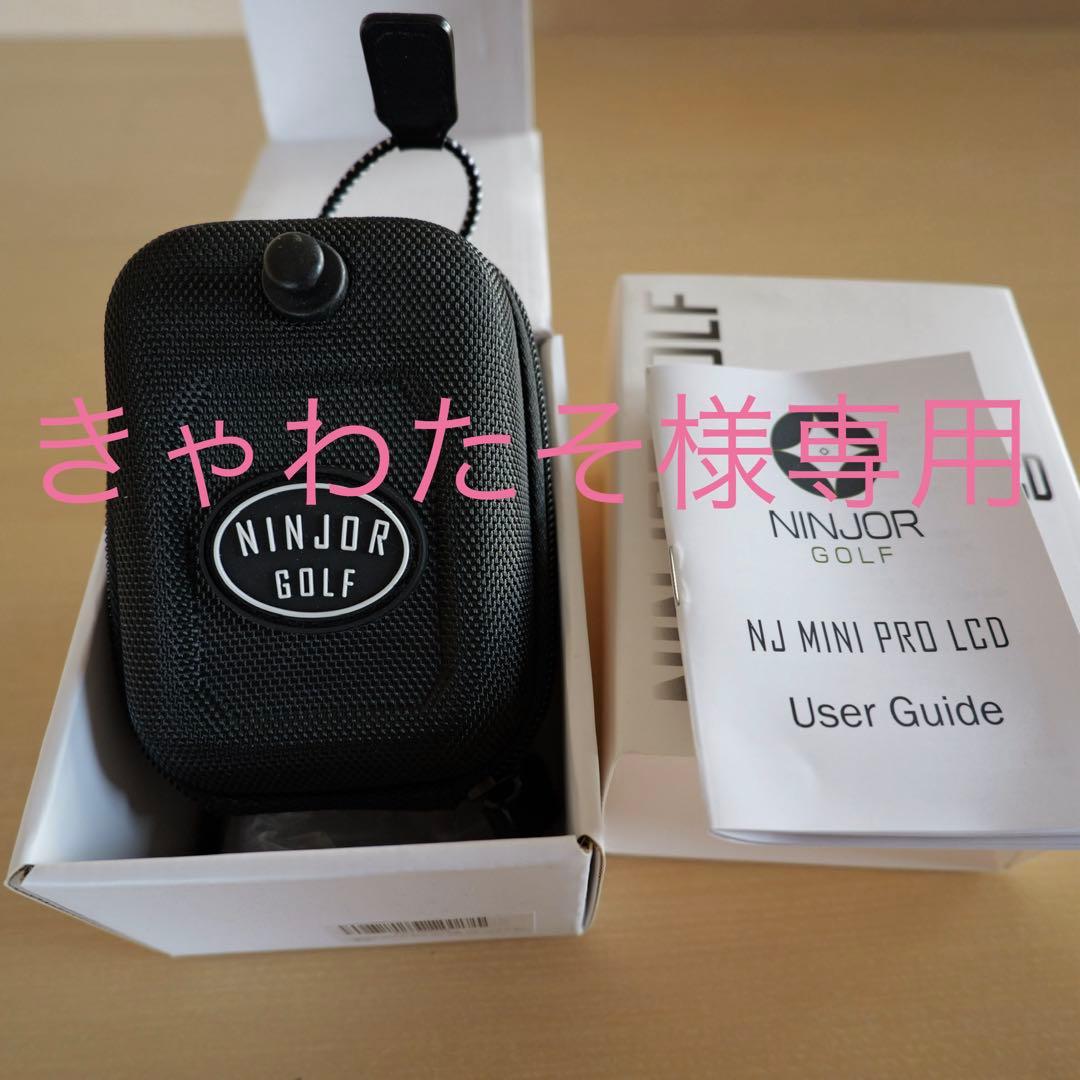 きゃわたそ様専用
NINJOR
GOLF
NINJOR
GOLF
NJ MINI PRO LCD
User Guide